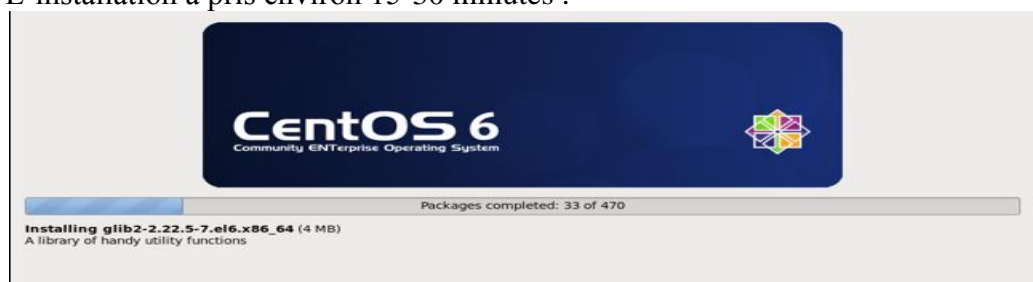 L'installation a pris environ 15-30 minutes :
CentOS 6
Community ENTerprise Operating System
Packages completed: 33 of 470
Installing glib2-2.22.5-7.el6.x86_64 (4 MB)
A library of handy utility functions